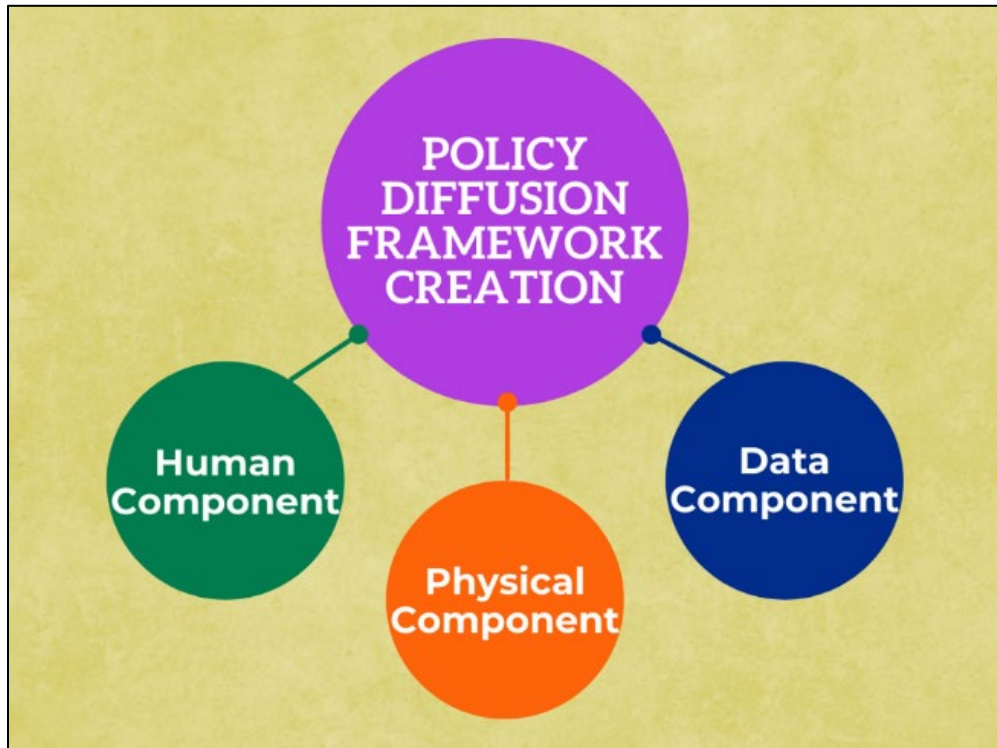 POLICY
DIFFUSION
FRAMEWORK
CREATION
Human
Component
Physical
Component
Data
Component